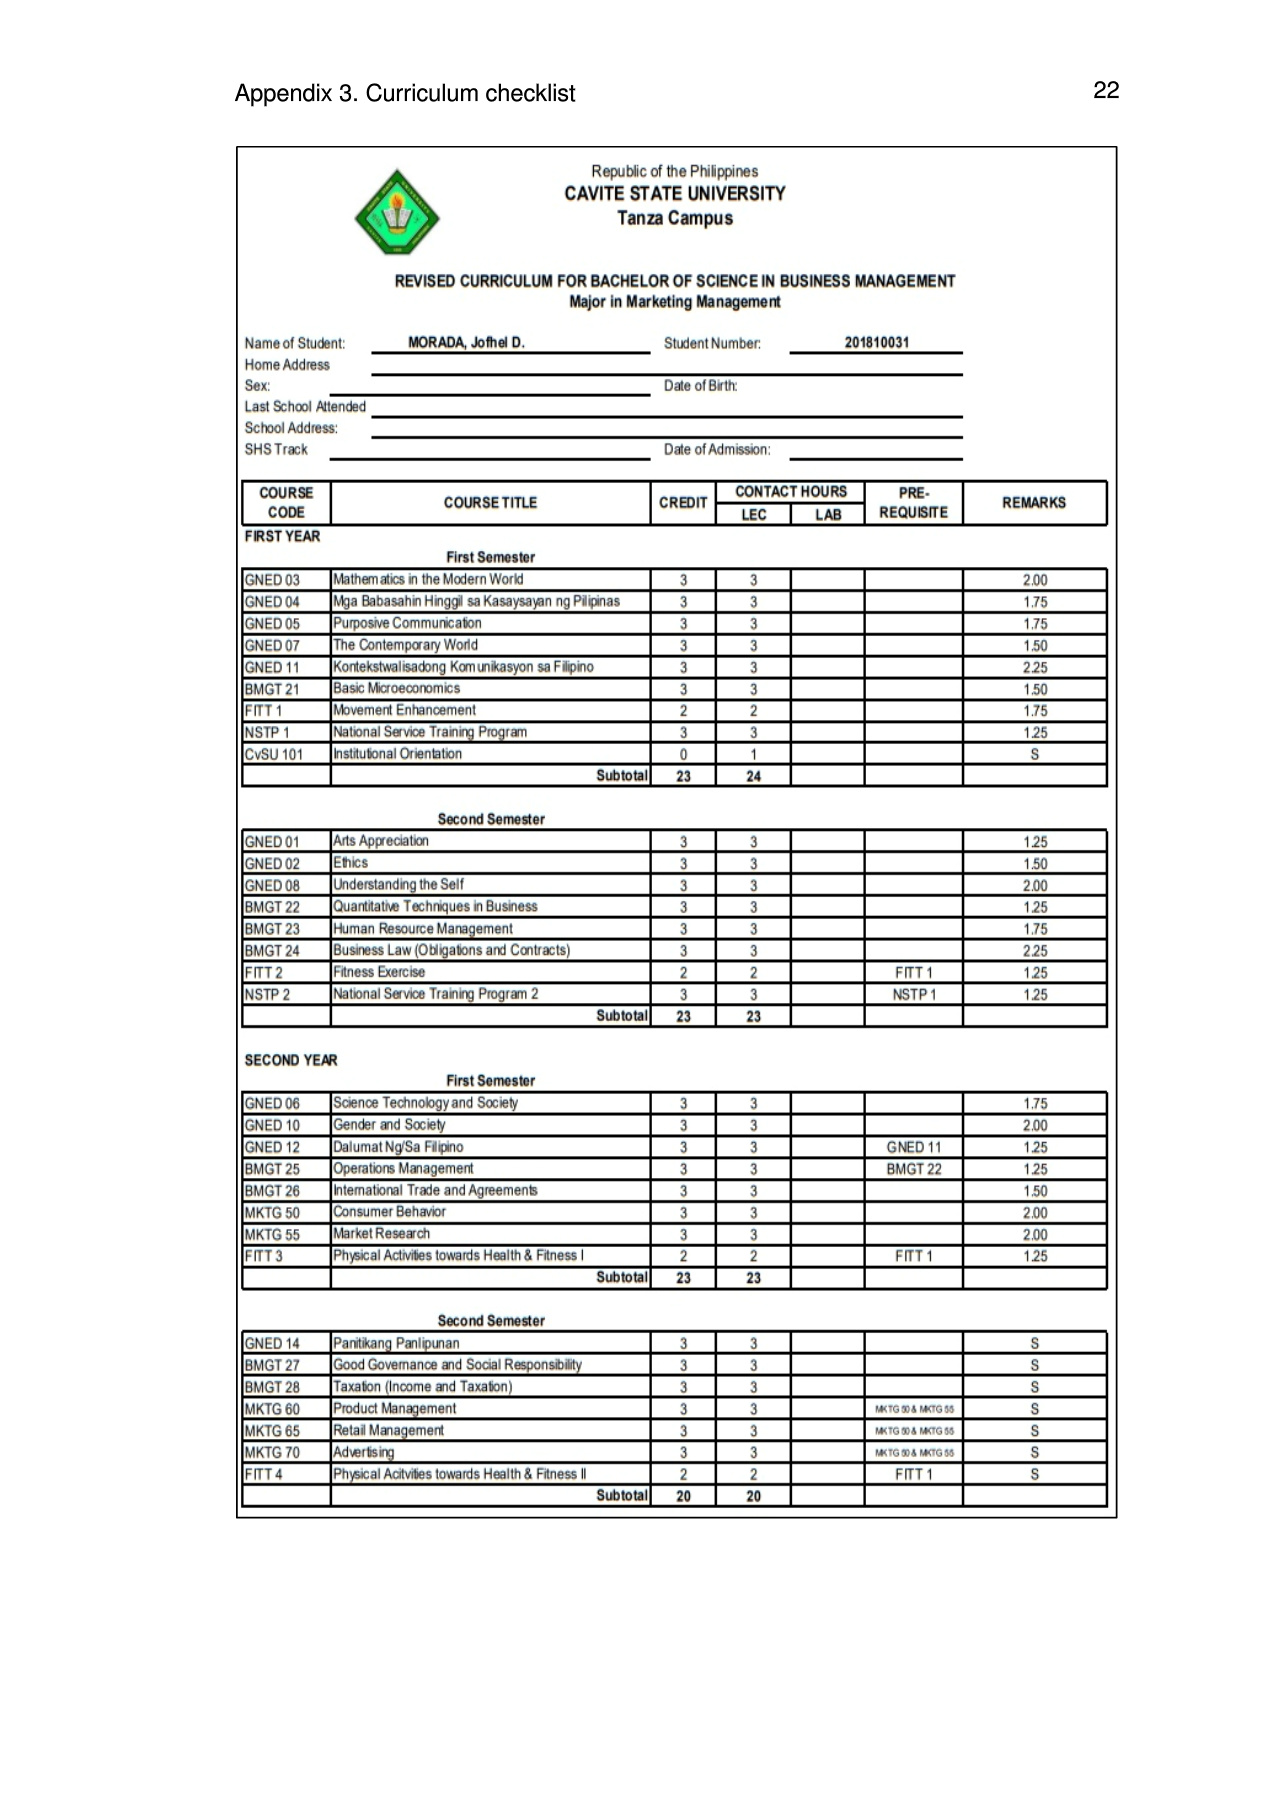 Appendix 3. Curriculum checklist 22
Republic of the Philippines
CAVITE STATE UNIVERSITY
Tanza Campus
REVISED CURRICULUM FOR BACHELOR OF SCIENCE IN BUSINESS MANAGEMENT
Major in Marketing Management
Name of Student: MORADA, Jofhel D. Student Number: 201810031
Home Address
Sex: Date of Birth:
Last School Attended
School Address:
SHS Track Date of Admission:
COURSE CODE COURSE TITLE CREDIT CONTACT HOURS LEC LAB PRE-REQUISITE REMARKS
FIRST YEAR
First Semester
GNED 03 Mathematics in the Modern World 3 3 2.00
GNED 04 Mga Babasahin Hinggil sa Kasaysayan ng Pilipinas 3 3 1.75
GNED 05 Purposive Communication 3 3 1.75
GNED 07 The Contemporary World 3 3 1.50
GNED 11 Kontekstwalisadong Komunikasyon sa Filipino 3 3 2.25
BMGT 21 Basic Microeconomics 3 3 1.50
FITT 1 Movement Enhancement 2 2 1.75
NSTP 1 National Service Training Program 3 3 1.25
CvSU 101 Institutional Orientation 0 1 S
Subtotal 23 24
Second Semester
GNED 01 Arts Appreciation 3 3 1.25
GNED 02 Ethics 3 3 1.50
GNED 08 Understanding the Self 3 3 2.00
BMGT 22 Quantitative Techniques in Business 3 3 1.25
BMGT 23 Human Resource Management 3 3 1.75
BMGT 24 Business Law (Obligations and Contracts) 3 3 2.25
FITT 2 Fitness Exercise 2 2 FITT 1 1.25
NSTP 2 National Service Training Program 2 3 3 NSTP 1 1.25
Subtotal 23 23
SECOND YEAR
First Semester
GNED 06 Science Technology and Society 3 3 1.75
GNED 10 Gender and Society 3 3 2.00
GNED 12 Dalumat Ng/Sa Filipino 3 3 GNED 11 1.25
BMGT 25 Operations Management 3 3 BMGT 22 1.25
BMGT 26 International Trade and Agreements 3 3 1.50
MKTG 50 Consumer Behavior 3 3 2.00
MKTG 55 Market Research 3 3 2.00
FITT 3 Physical Activities towards Health & Fitness I 2 2 FITT 1 1.25
Subtotal 23 23
Second Semester
GNED 14 Panitikang Panlipunan 3 3 S
BMGT 27 Good Governance and Social Responsibility 3 3 S
BMGT 28 Taxation (Income and Taxation) 3 3 S
MKTG 60 Product Management 3 3 MKTG 50 & MKTG 55 S
MKTG 65 Retail Management 3 3 MKTG 50 & MKTG 55 S
MKTG 70 Advertising 3 3 MKTG 50 & MKTG 55 S
FITT 4 Physical Acitvities towards Health & Fitness II 2 2 FITT 1 S
Subtotal 20 20